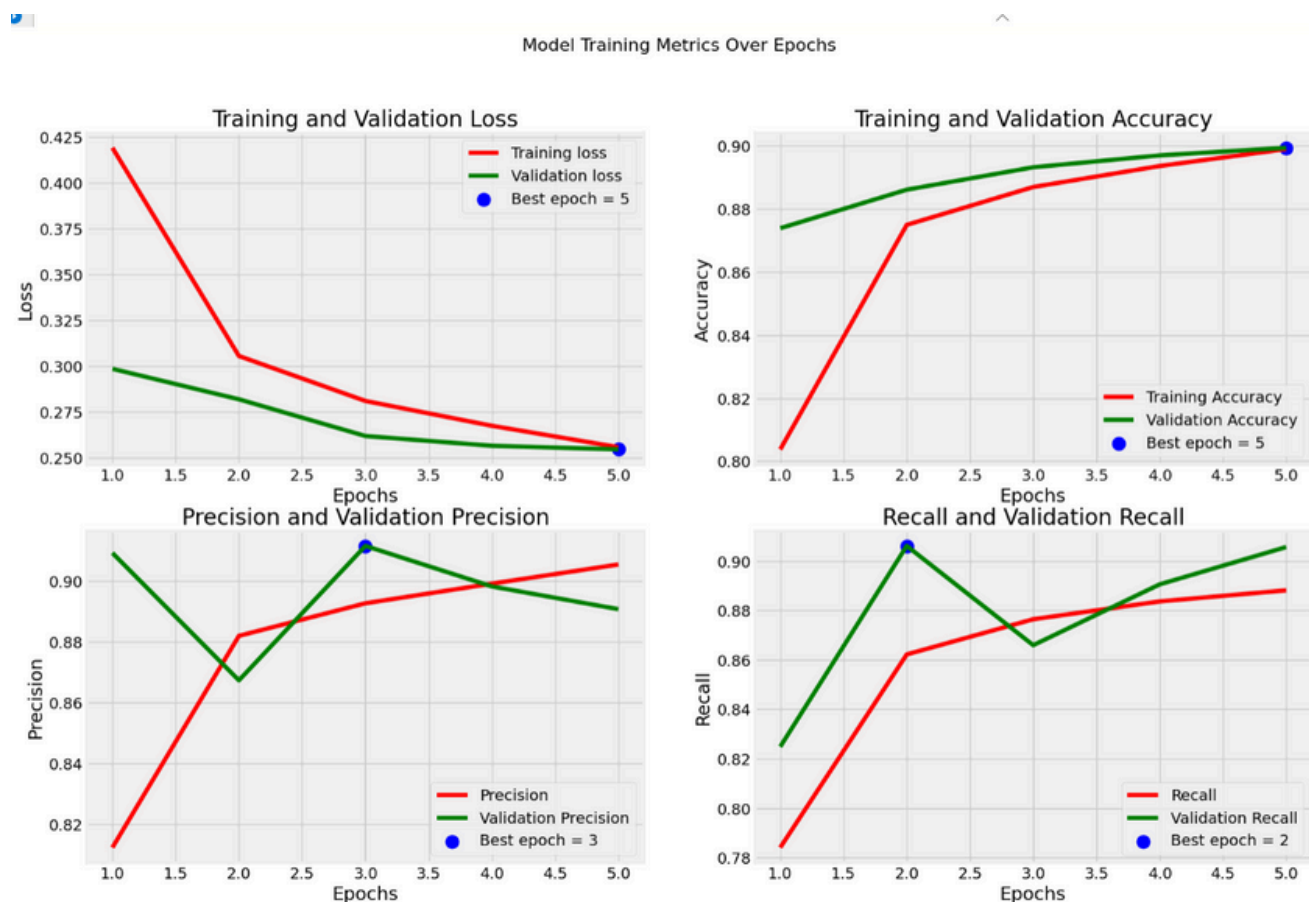 Model Training Metrics Over Epochs
Training and Validation Loss
0.425
0.400
0.375
0.350
0.325
0.300
0.275
0.250
Loss
Training loss
Validation loss
Best epoch = 5
1.0 1.5 2.0 2.5 3.0 3.5 4.0 4.5 5.0
Epochs
Training and Validation Accuracy
0.90
0.88
0.86
0.84
0.82
0.80
Accuracy
Training Accuracy
Validation Accuracy
Best epoch = 5
1.0 1.5 2.0 2.5 3.0 3.5 4.0 4.5 5.0
Epochs
Precision and Validation Precision
0.90
0.88
0.86
0.84
0.82
Precision
Precision
Validation Precision
Best epoch = 3
1.0 1.5 2.0 2.5 3.0 3.5 4.0 4.5 5.0
Epochs
Recall and Validation Recall
0.90
0.88
0.86
0.84
0.82
0.80
0.78
Recall
Recall
Validation Recall
Best epoch = 2
1.0 1.5 2.0 2.5 3.0 3.5 4.0 4.5 5.0
Epochs